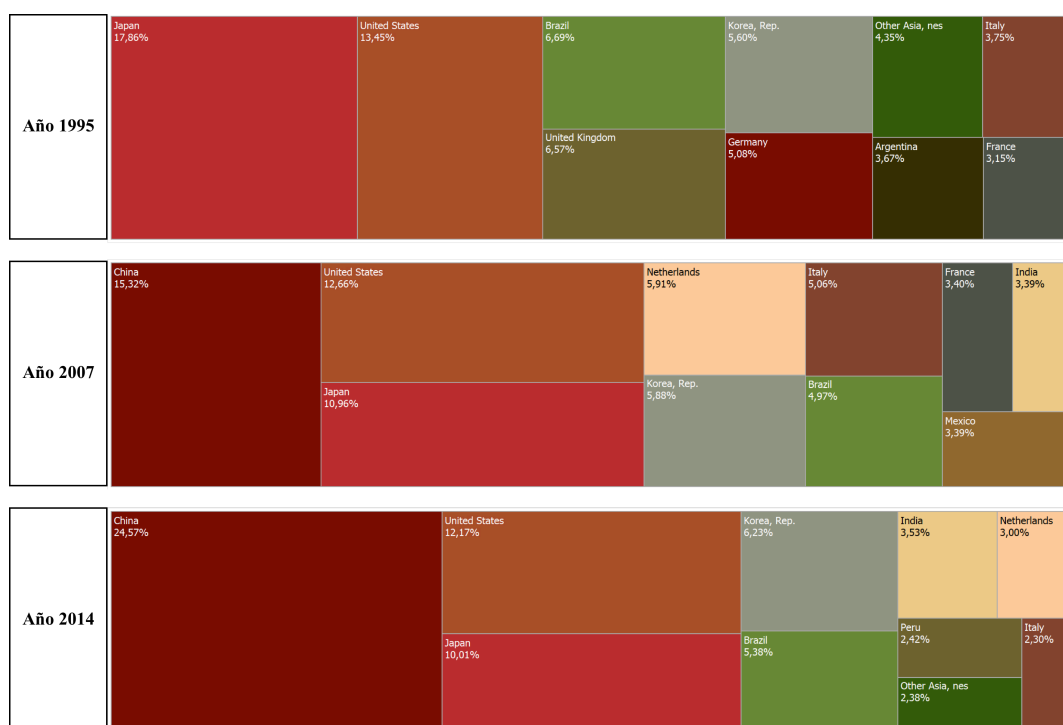 Año 1995
Japan
17,86%
United States
13,45%
Brazil
6,69%
United Kingdom
6,57%
Korea, Rep.
5,60%
Germany
5,08%
Other Asia, nes
4,35%
Argentina
3,67%
Italy
3,75%
France
3,15%
Año 2007
China
15,32%
United States
12,66%
Japan
10,96%
Netherlands
5,91%
Korea, Rep.
5,88%
Italy
5,06%
Brazil
4,97%
France
3,40%
India
3,39%
Mexico
3,39%
Año 2014
China
24,57%
United States
12,17%
Japan
10,01%
Korea, Rep.
6,23%
Brazil
5,38%
India
3,53%
Netherlands
3,00%
Peru
2,42%
Other Asia, nes
2,38%
Italy
2,30%